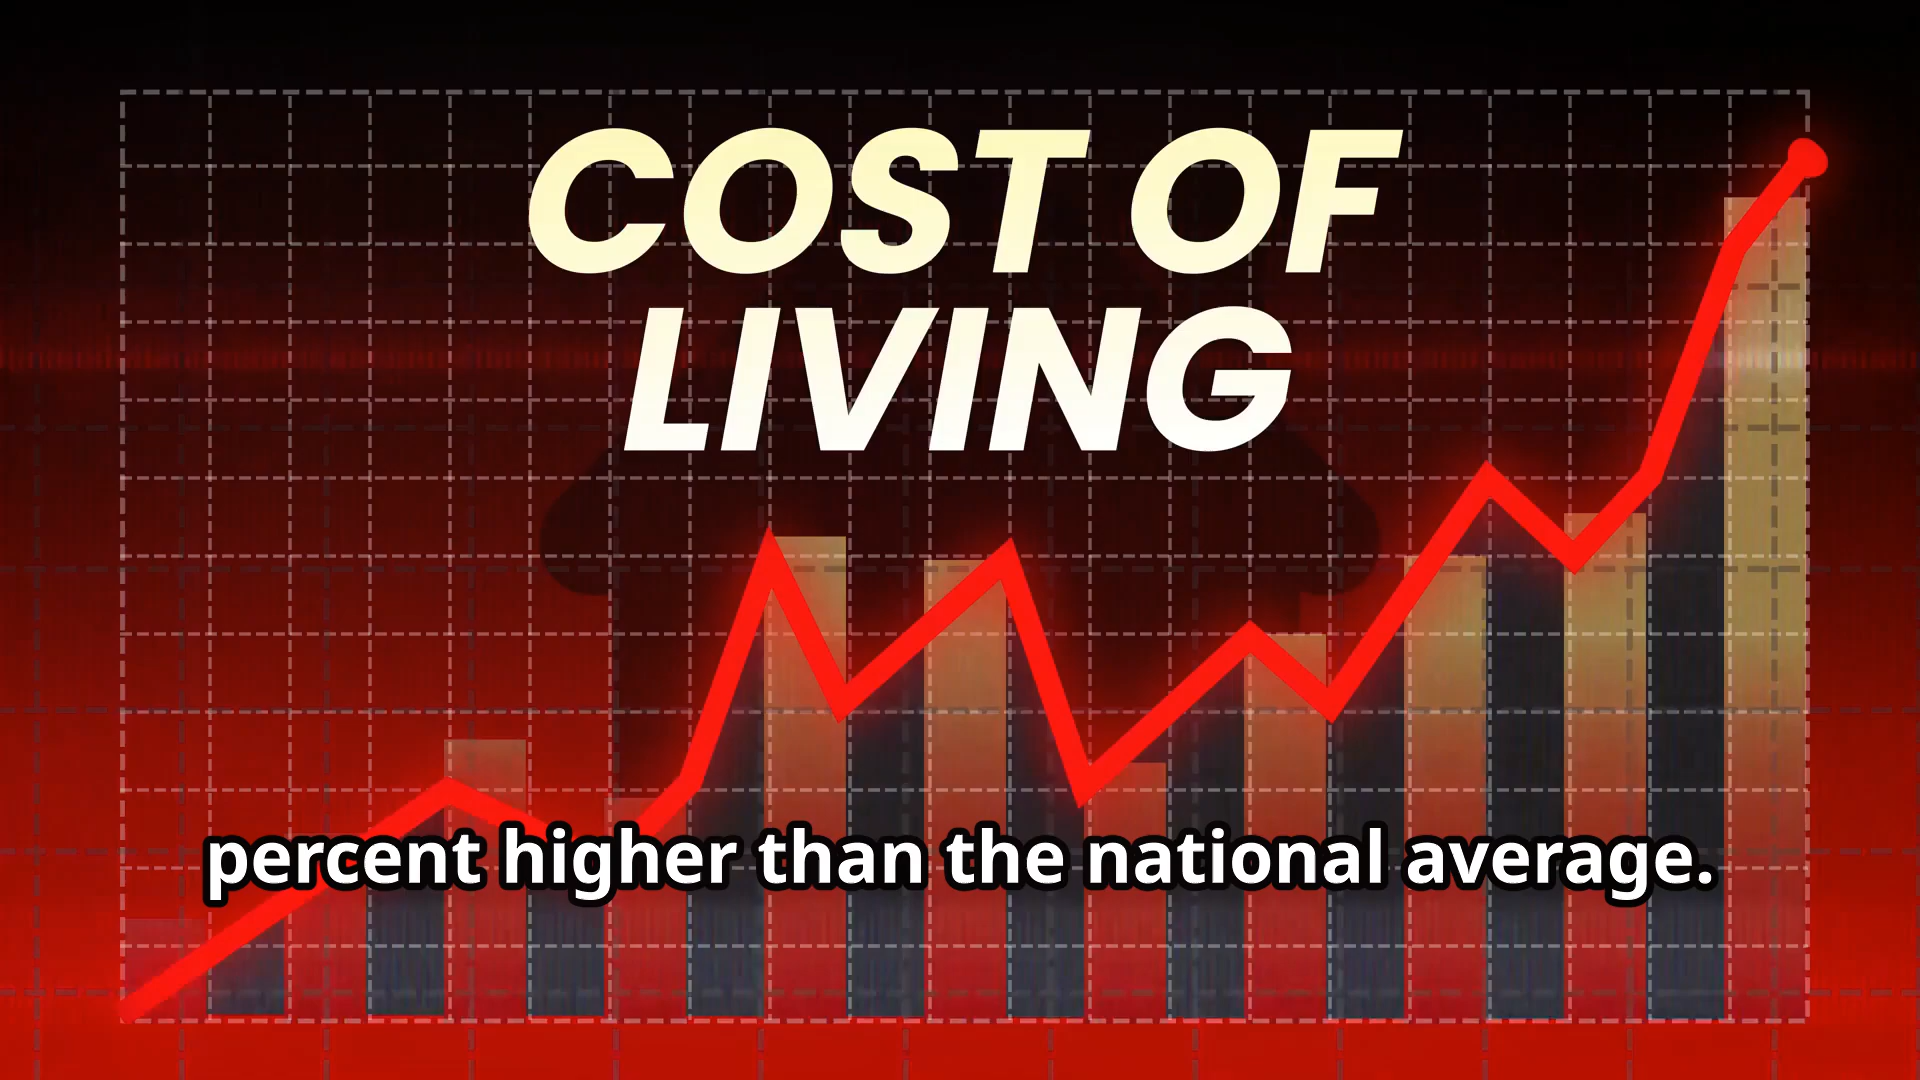 COST OF
LIVING
percent higher than the national average.